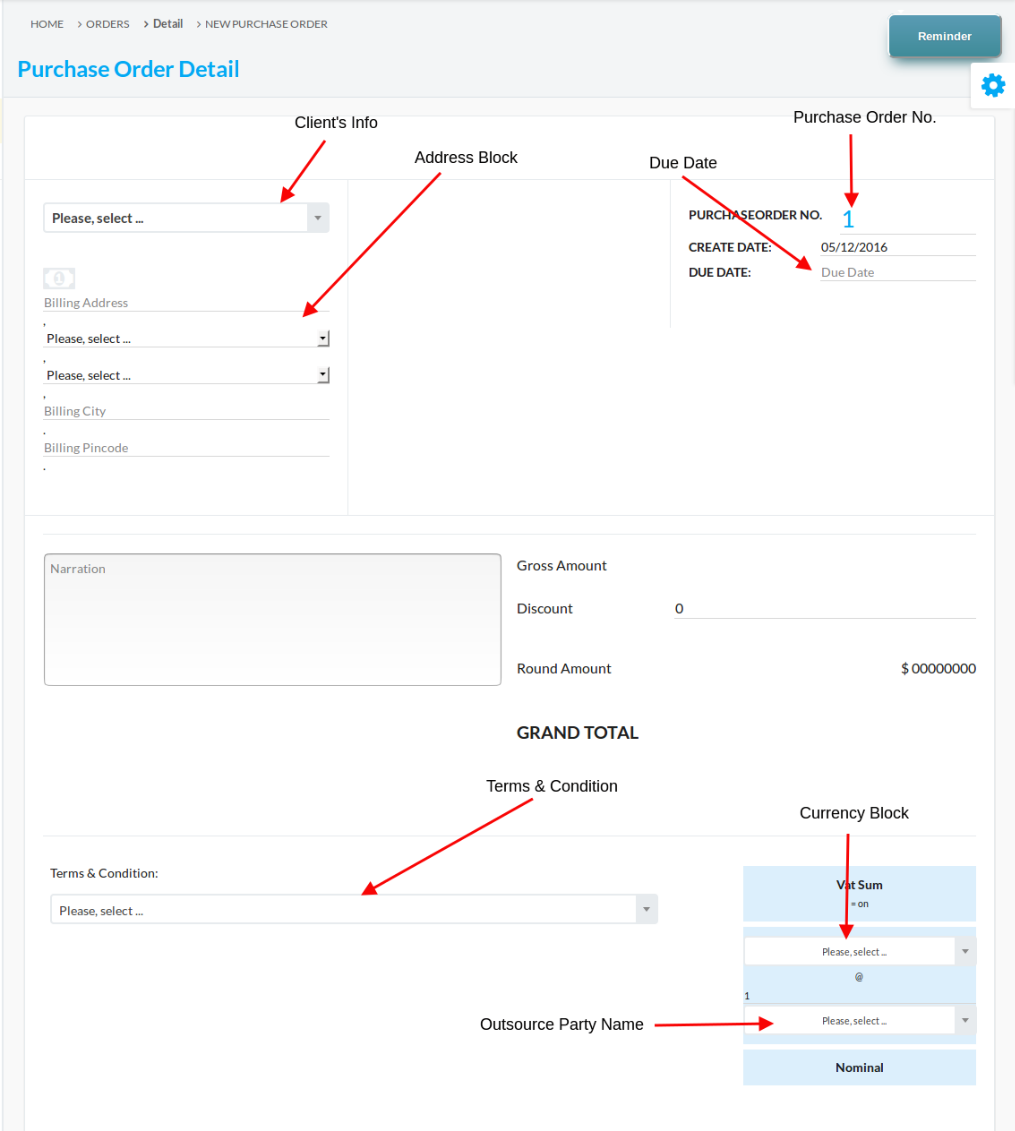 HOME > ORDERS > Detail > NEW PURCHASE ORDER
Reminder
Purchase Order Detail
Client's Info
Purchase Order No.
Address Block
Due Date
Please, select ...
PURCHASEORDER NO. 1
CREATE DATE: 05/12/2016
DUE DATE: Due Date
1
Billing Address
,
Please, select ...
,
Please, select ...
,
Billing City
.
Billing Pincode
.
Narration
Gross Amount
Discount 0
Round Amount $ 00000000
GRAND TOTAL
Terms & Condition
Currency Block
Terms & Condition:
Please, select ...
Vat Sum
= on
Please, select ...
@
1
Outsource Party Name
Please, select ...
Nominal